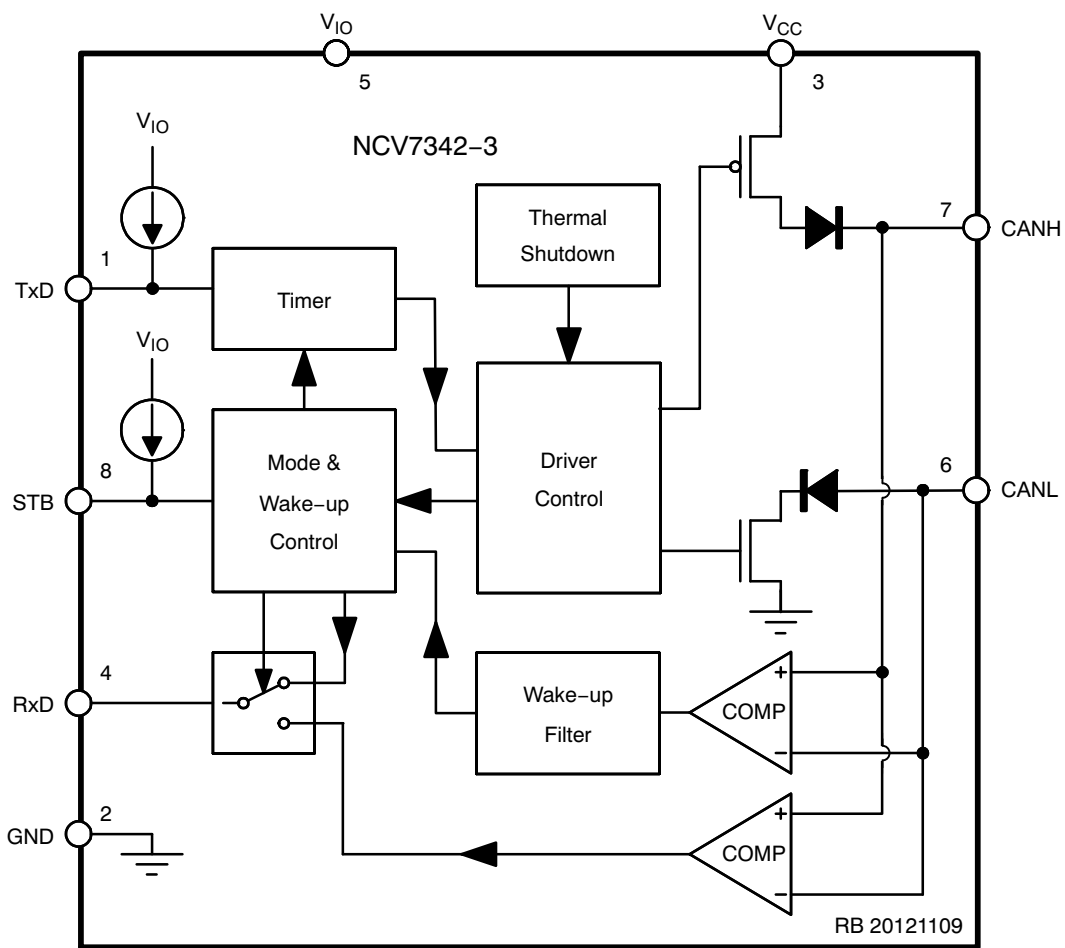 VIO
VCC
5
3
VIO
NCV7342−3
Thermal
Shutdown
7
CANH
1
TxD
Timer
VIO
Mode &
Wake−up
Control
8
STB
Driver
Control
6
CANL
4
RxD
Wake−up
Filter
+
COMP
−
2
GND
+
COMP
−
RB 20121109